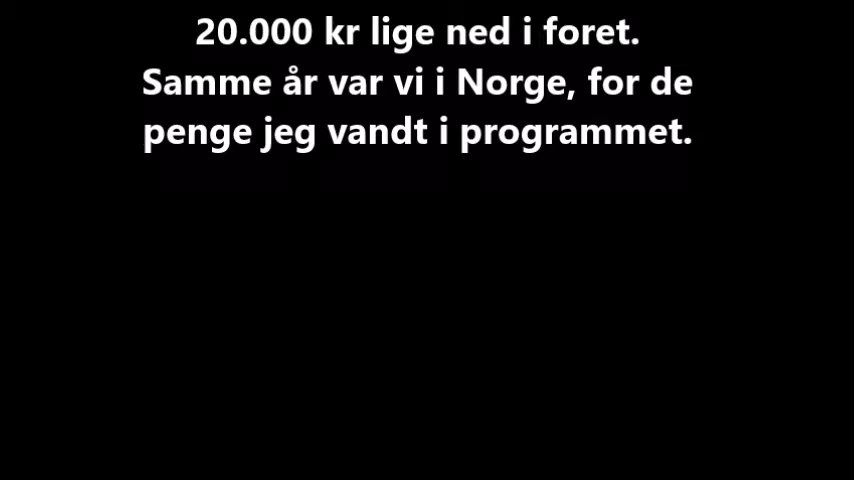 20.000 kr lige ned i foret.
Samme år var vi i Norge, for de
penge jeg vandt i programmet.